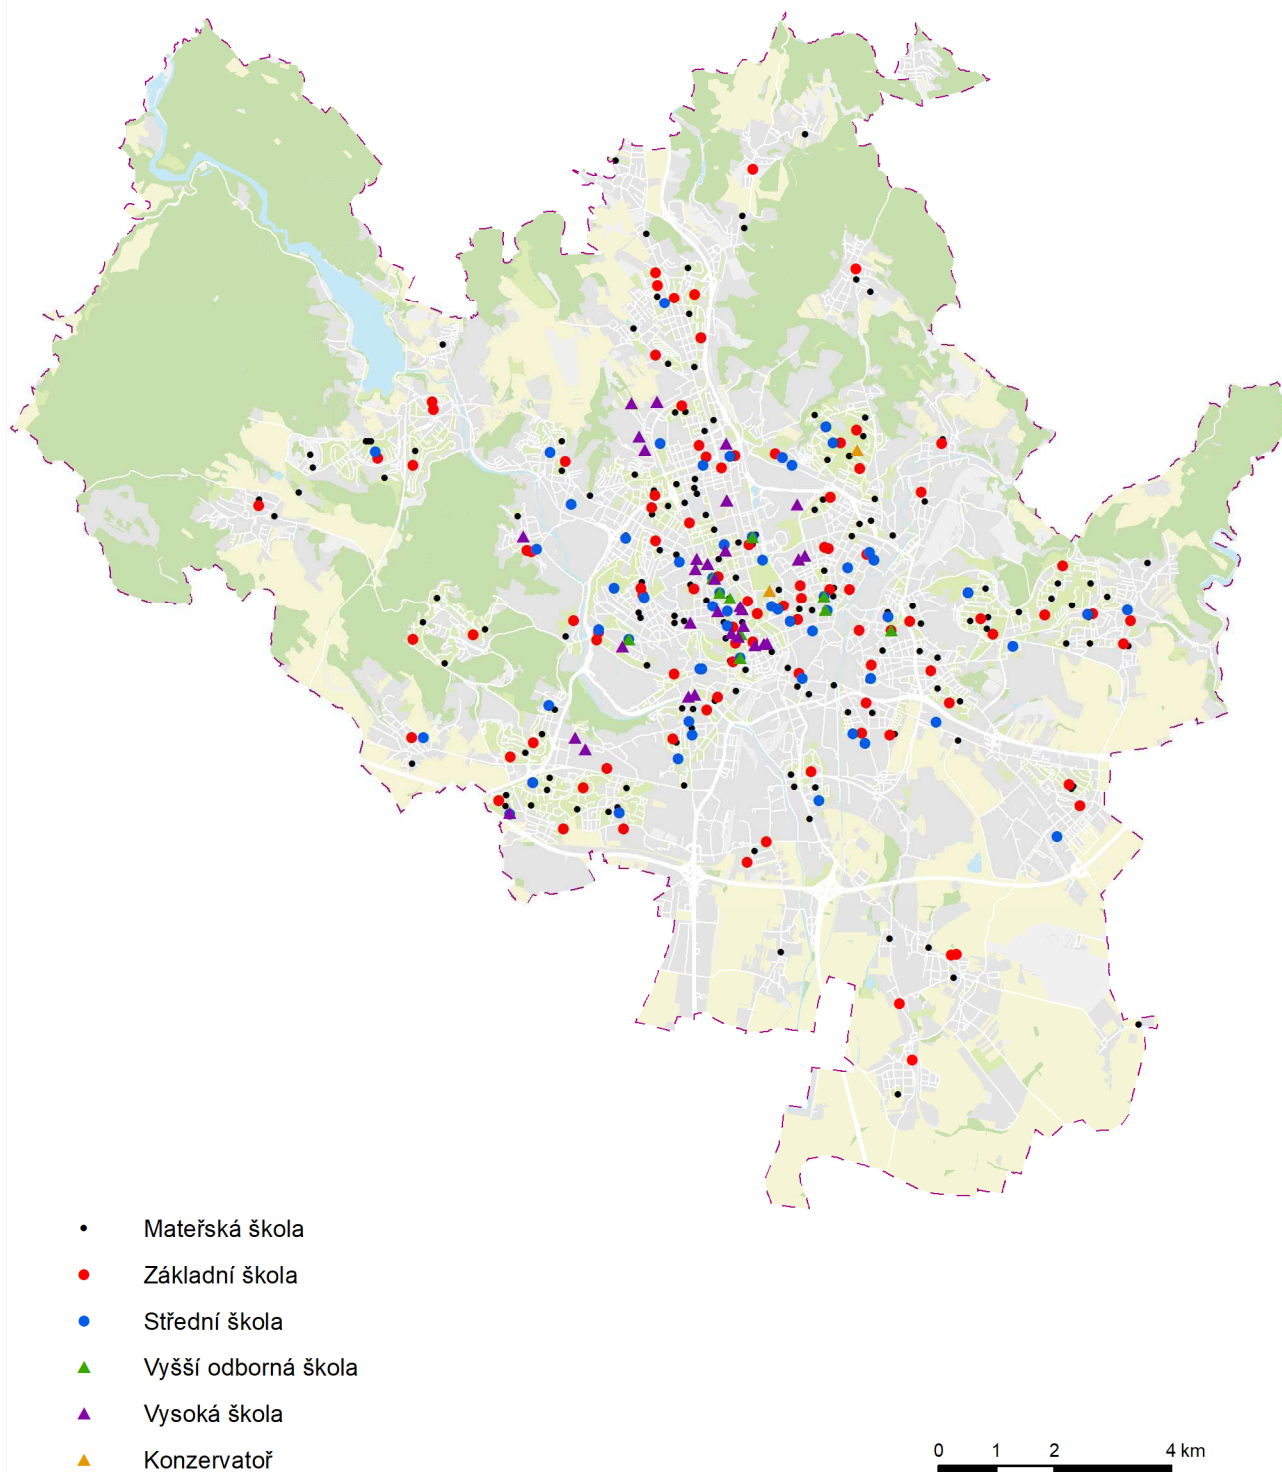 Mateřská škola
Základní škola
Střední škola
Vyšší odborná škola
Vysoká škola
Konzervatoř
0 1 2 4 km